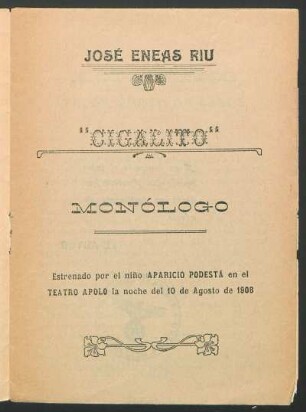 JOSÉ ENEAS RIU
"CIGALITO"
MONÓLOGO
Estrenado por el niño APARICIO PODESTÁ en el
TEATRO APOLO la noche del 10 de Agosto de 1908